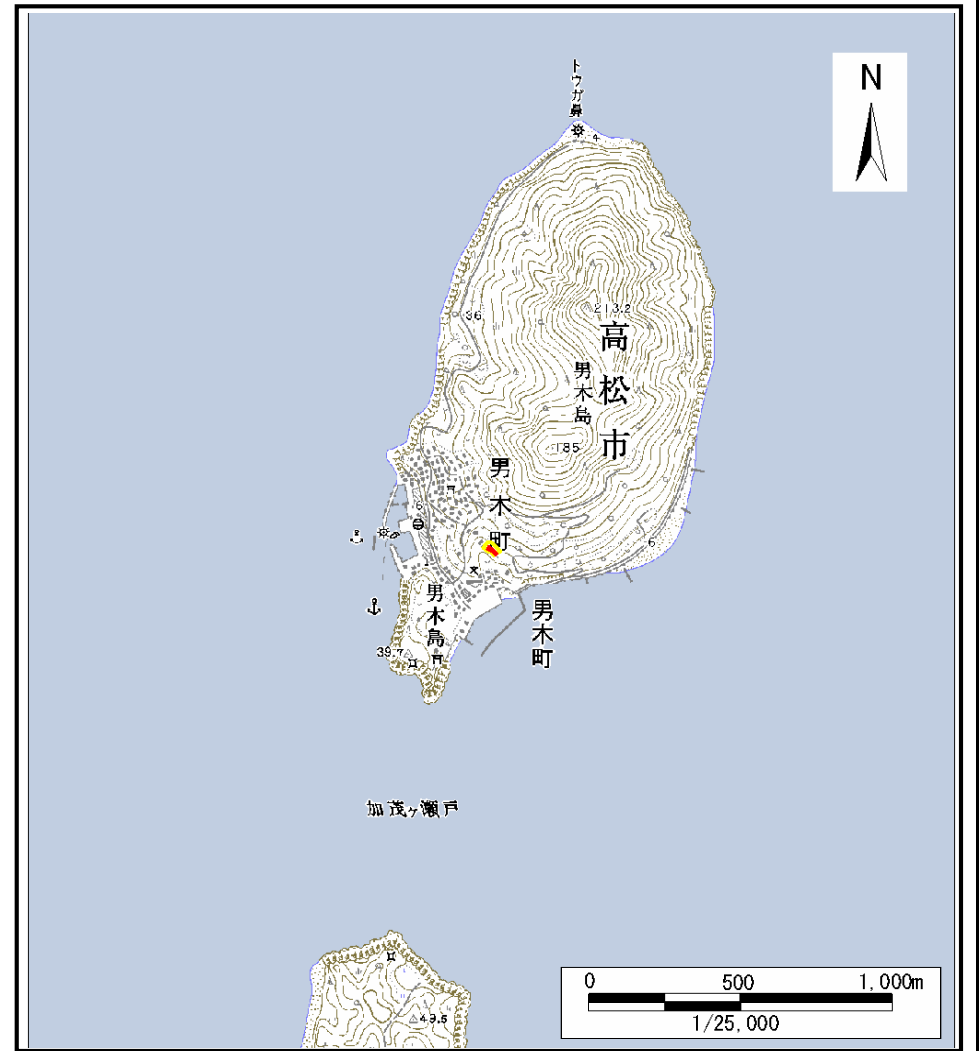 トウガ鼻
N
4
213.2
36
高松市
男木島
185
男木町
6
男木島
男木町
39.7
加茂ヶ瀬戸
49.5
0 500 1,000m
1/25,000